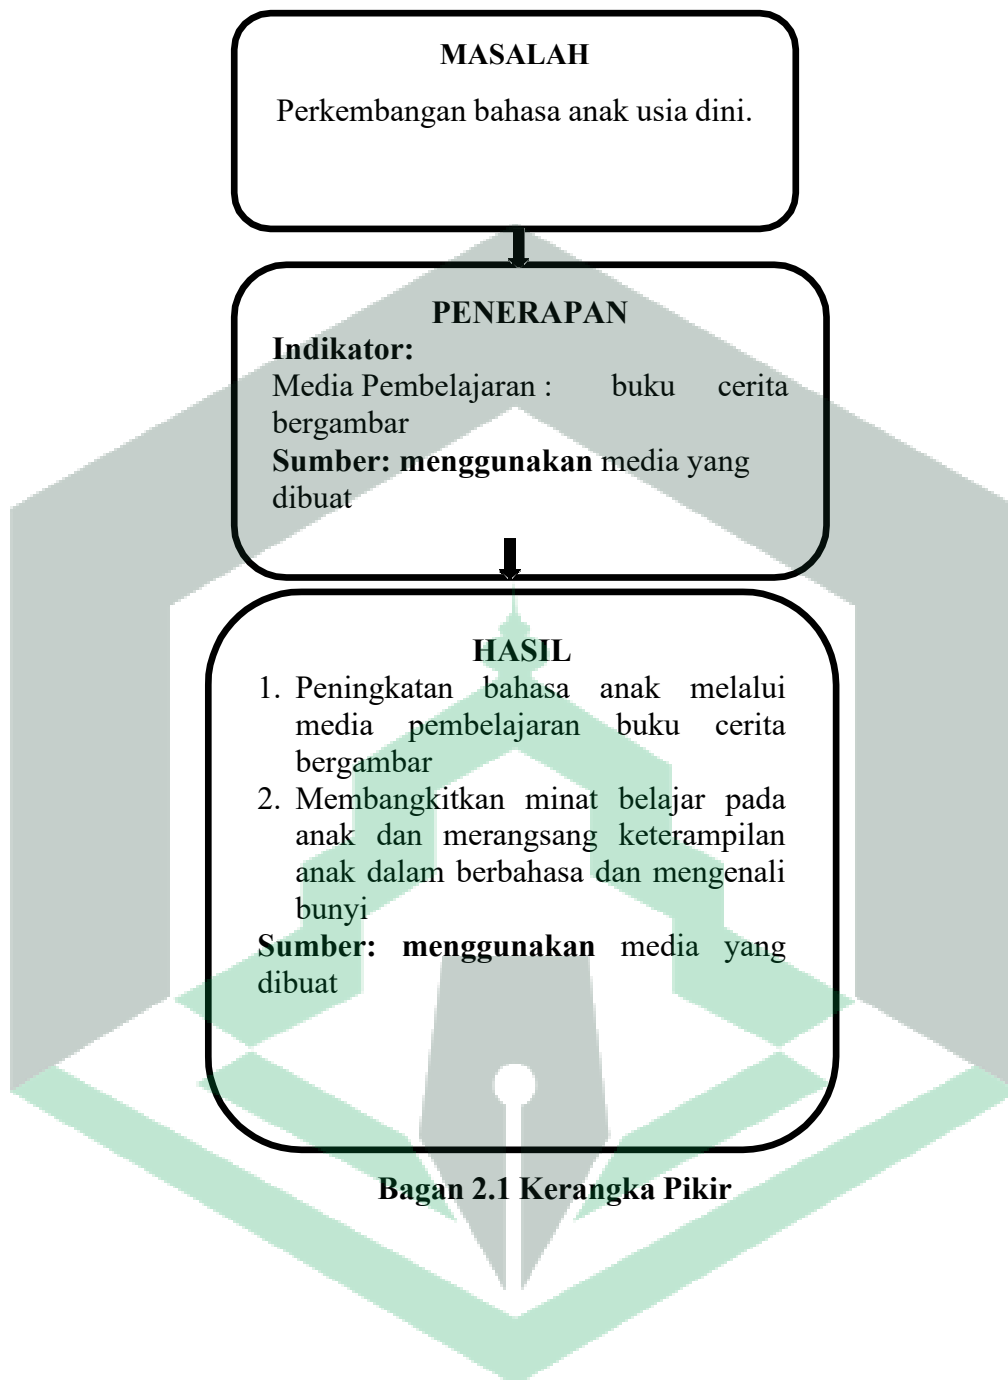 MASALAH
Perkembangan bahasa anak usia dini.
PENERAPAN
Indikator:
Media Pembelajaran : buku cerita
bergambar
Sumber: menggunakan media yang
dibuat
HASIL
1. Peningkatan bahasa anak melalui
media pembelajaran buku cerita
bergambar
2. Membangkitkan minat belajar pada
anak dan merangsang keterampilan
anak dalam berbahasa dan mengenali
bunyi
Sumber: menggunakan media yang
dibuat
Bagan 2.1 Kerangka Pikir